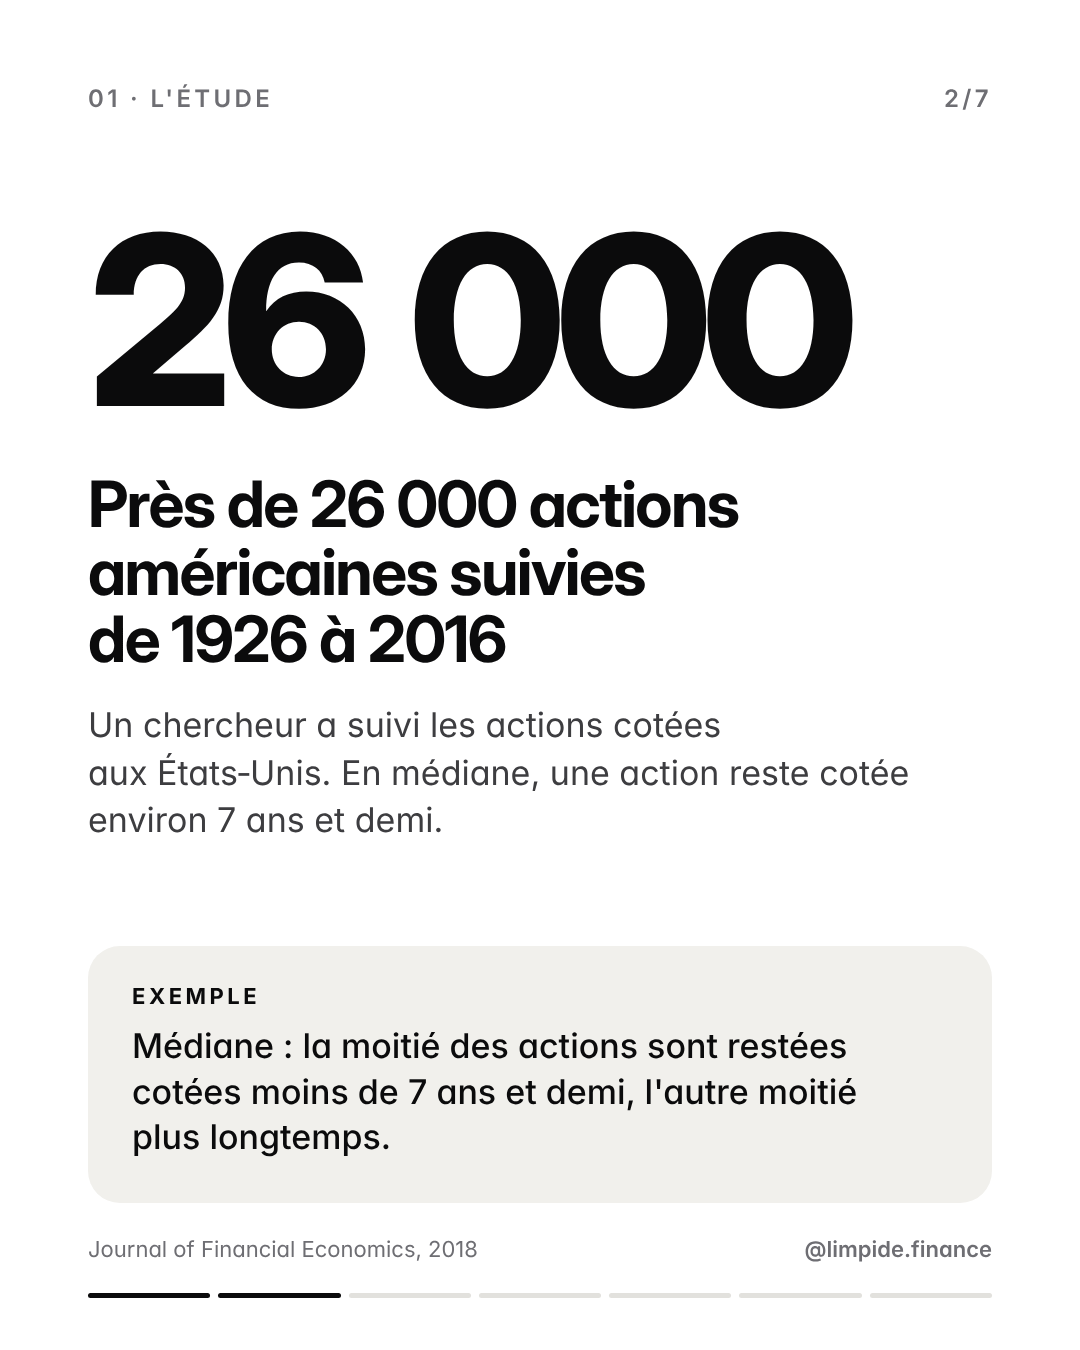 01 · L'ÉTUDE
2/7
26 000
Près de 26 000 actions
américaines suivies
de 1926 à 2016
Un chercheur a suivi les actions cotées
aux États-Unis. En médiane, une action reste cotée
environ 7 ans et demi.
EXEMPLE
Médiane : la moitié des actions sont restées
cotées moins de 7 ans et demi, l'autre moitié
plus longtemps.
Journal of Financial Economics, 2018
@limpide.finance